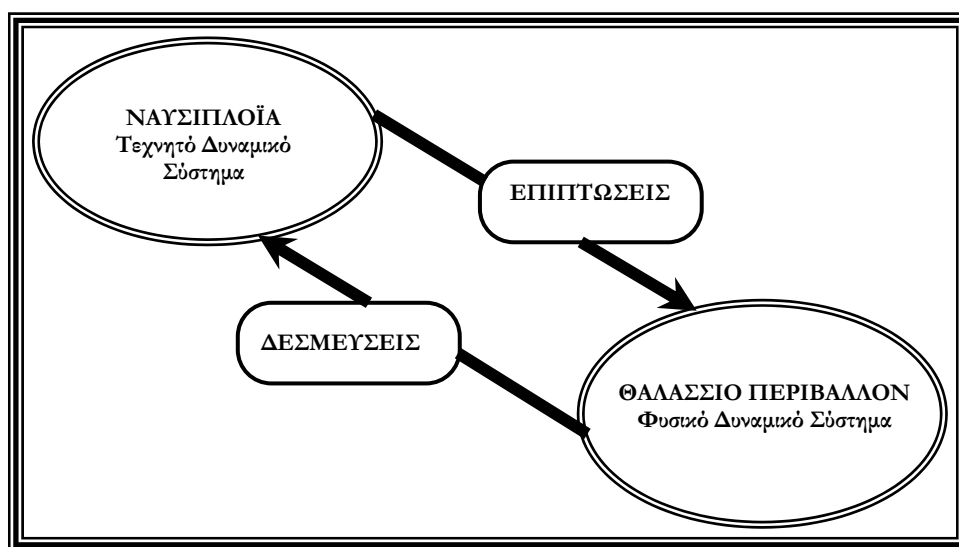 ΝΑΥΣΙΠΛΟΪΑ
Τεχνητό Δυναμικό
Σύστημα
ΕΠΙΠΤΩΣΕΙΣ
ΔΕΣΜΕΥΣΕΙΣ
ΘΑΛΑΣΣΙΟ ΠΕΡΙΒΑΛΛΟΝ
Φυσικό Δυναμικό Σύστημα